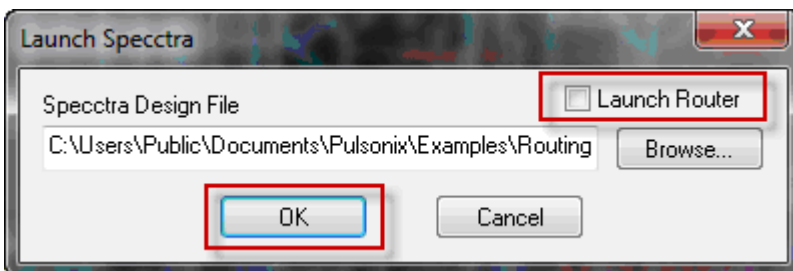 Launch Specctra
Launch Router
Specctra Design File
C:\Users\Public\Documents\Pulsonix\Examples\Routing
Browse...
OK
Cancel